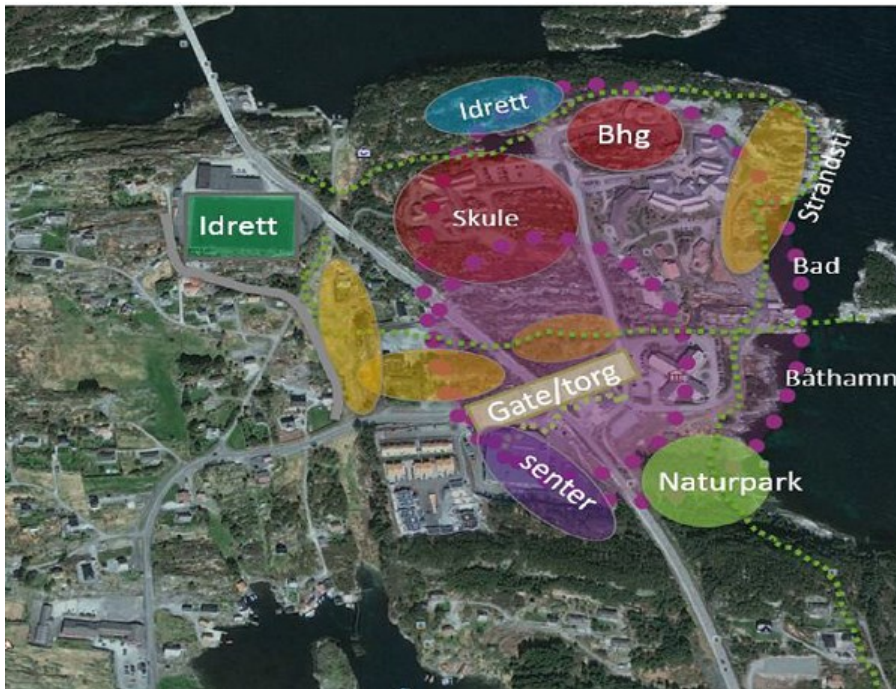 Idrett
Bhg
Skule
Strandsti
Idrett
Bad
Båthamn
Gate/torg
senter
Naturpark